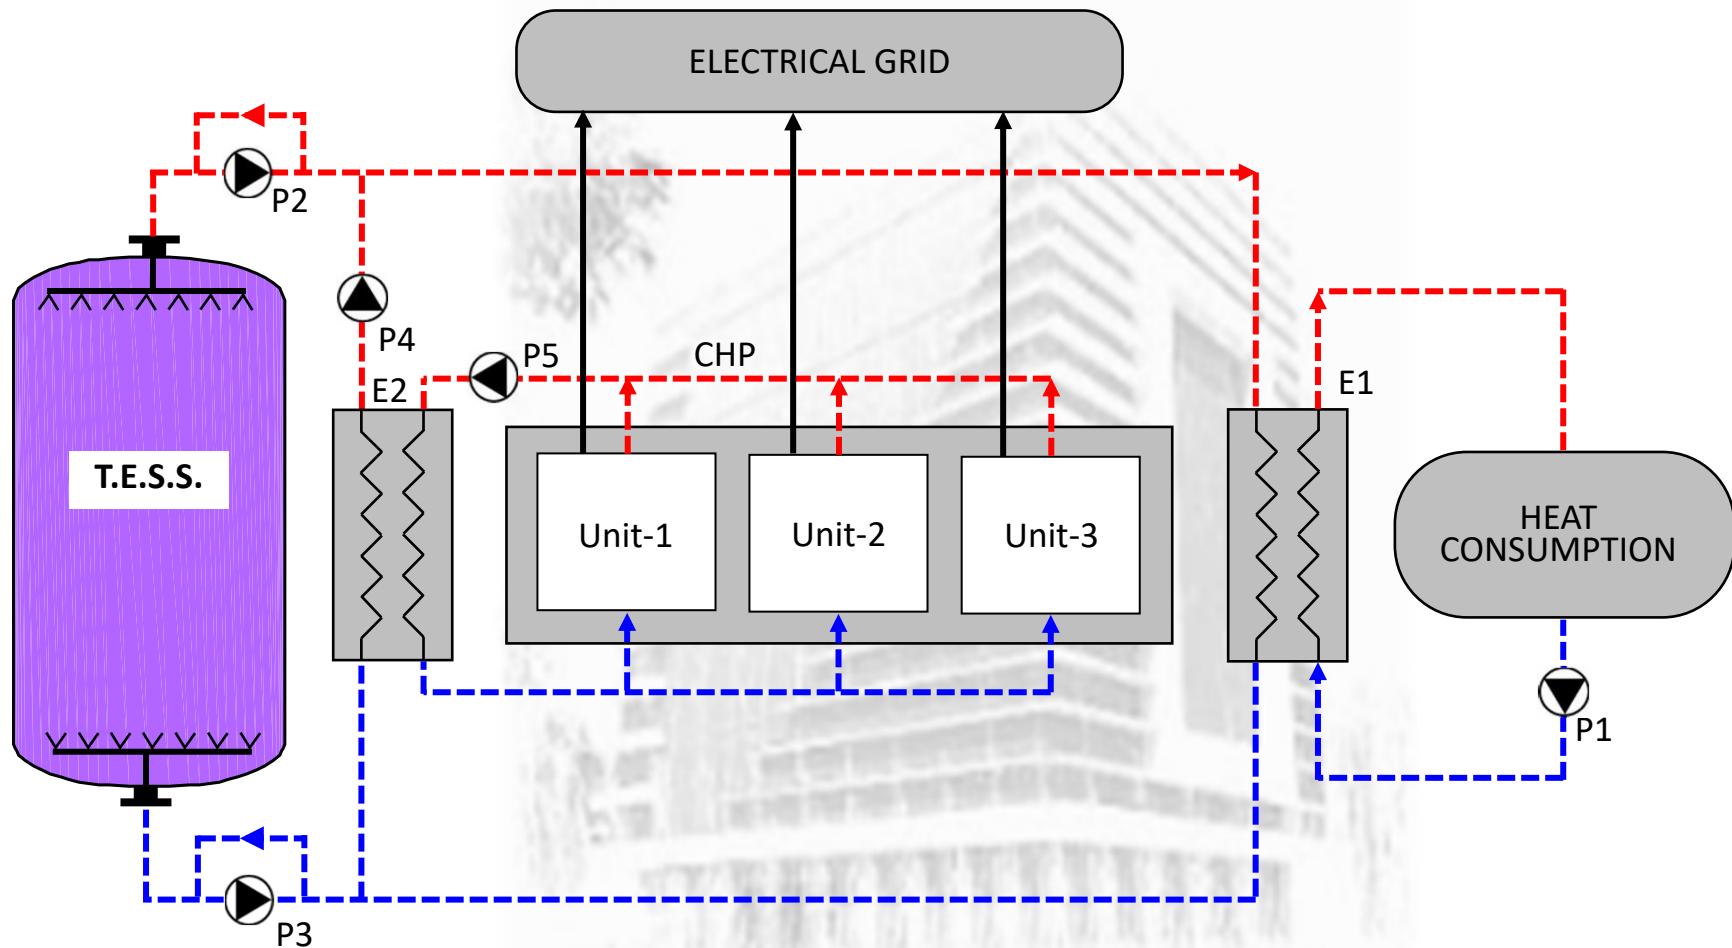 ELECTRICAL GRID
P2
P4
P5
CHP
E2
E1
T.E.S.S.
Unit-1
Unit-2
Unit-3
HEAT
CONSUMPTION
P1
P3